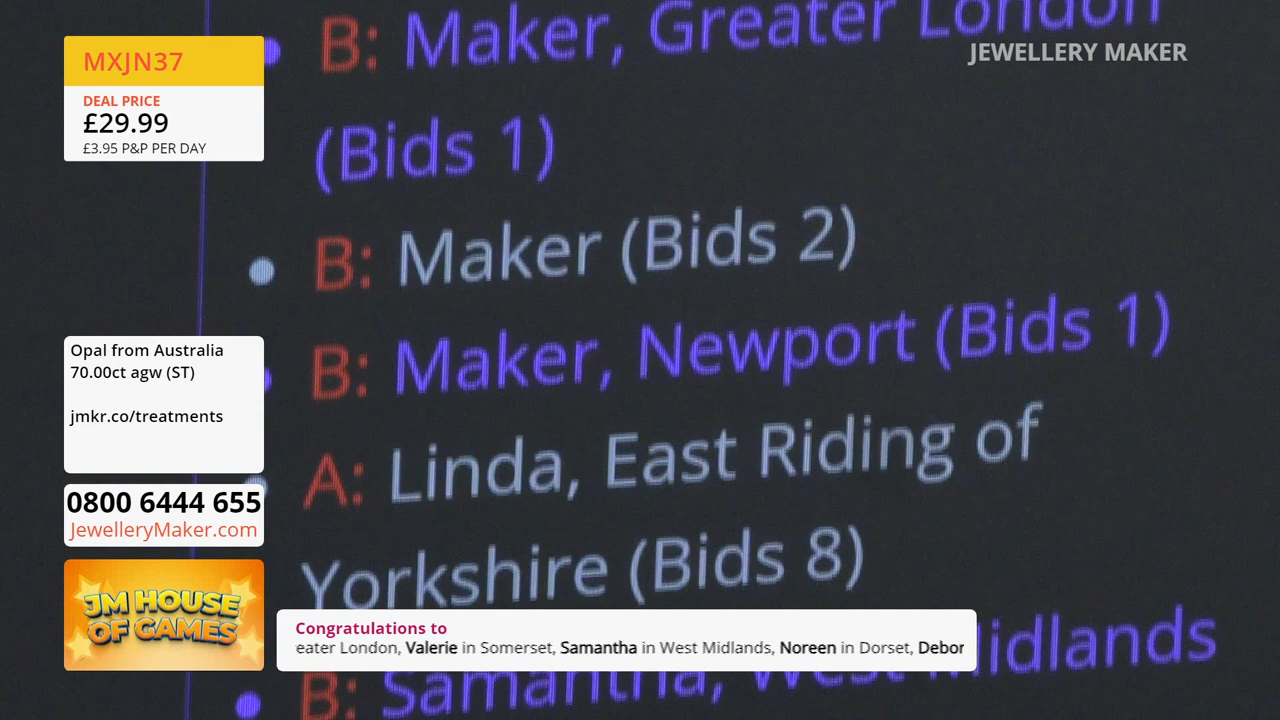 B: Maker, Greater London
(Bids 1)
B: Maker (Bids 2)
B: Maker, Newport (Bids 1)
A: Linda, East Riding of
Yorkshire (Bids 8)
B: Samantha, West Midlands
JEWELLERY MAKER
MXJN37
DEAL PRICE
£29.99
£3.95 P&P PER DAY
Opal from Australia
70.00ct agw (ST)
jmkr.co/treatments
0800 6444 655
JewelleryMaker.com
JM HOUSE
OF GAMES
Congratulations to
eater London, Valerie in Somerset, Samantha in West Midlands, Noreen in Dorset, Debor